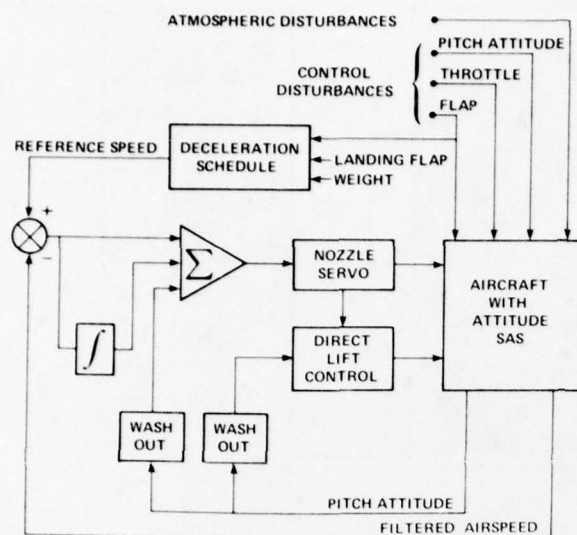 ATMOSPHERIC DISTURBANCES
PITCH ATTITUDE
CONTROL
DISTURBANCES
THROTTLE
FLAP
REFERENCE SPEED
DECELERATION
SCHEDULE
LANDING FLAP
WEIGHT
+
−
Σ
∫
NOZZLE
SERVO
AIRCRAFT
WITH
ATTITUDE
SAS
DIRECT
LIFT
CONTROL
WASH
OUT
WASH
OUT
PITCH ATTITUDE
FILTERED AIRSPEED